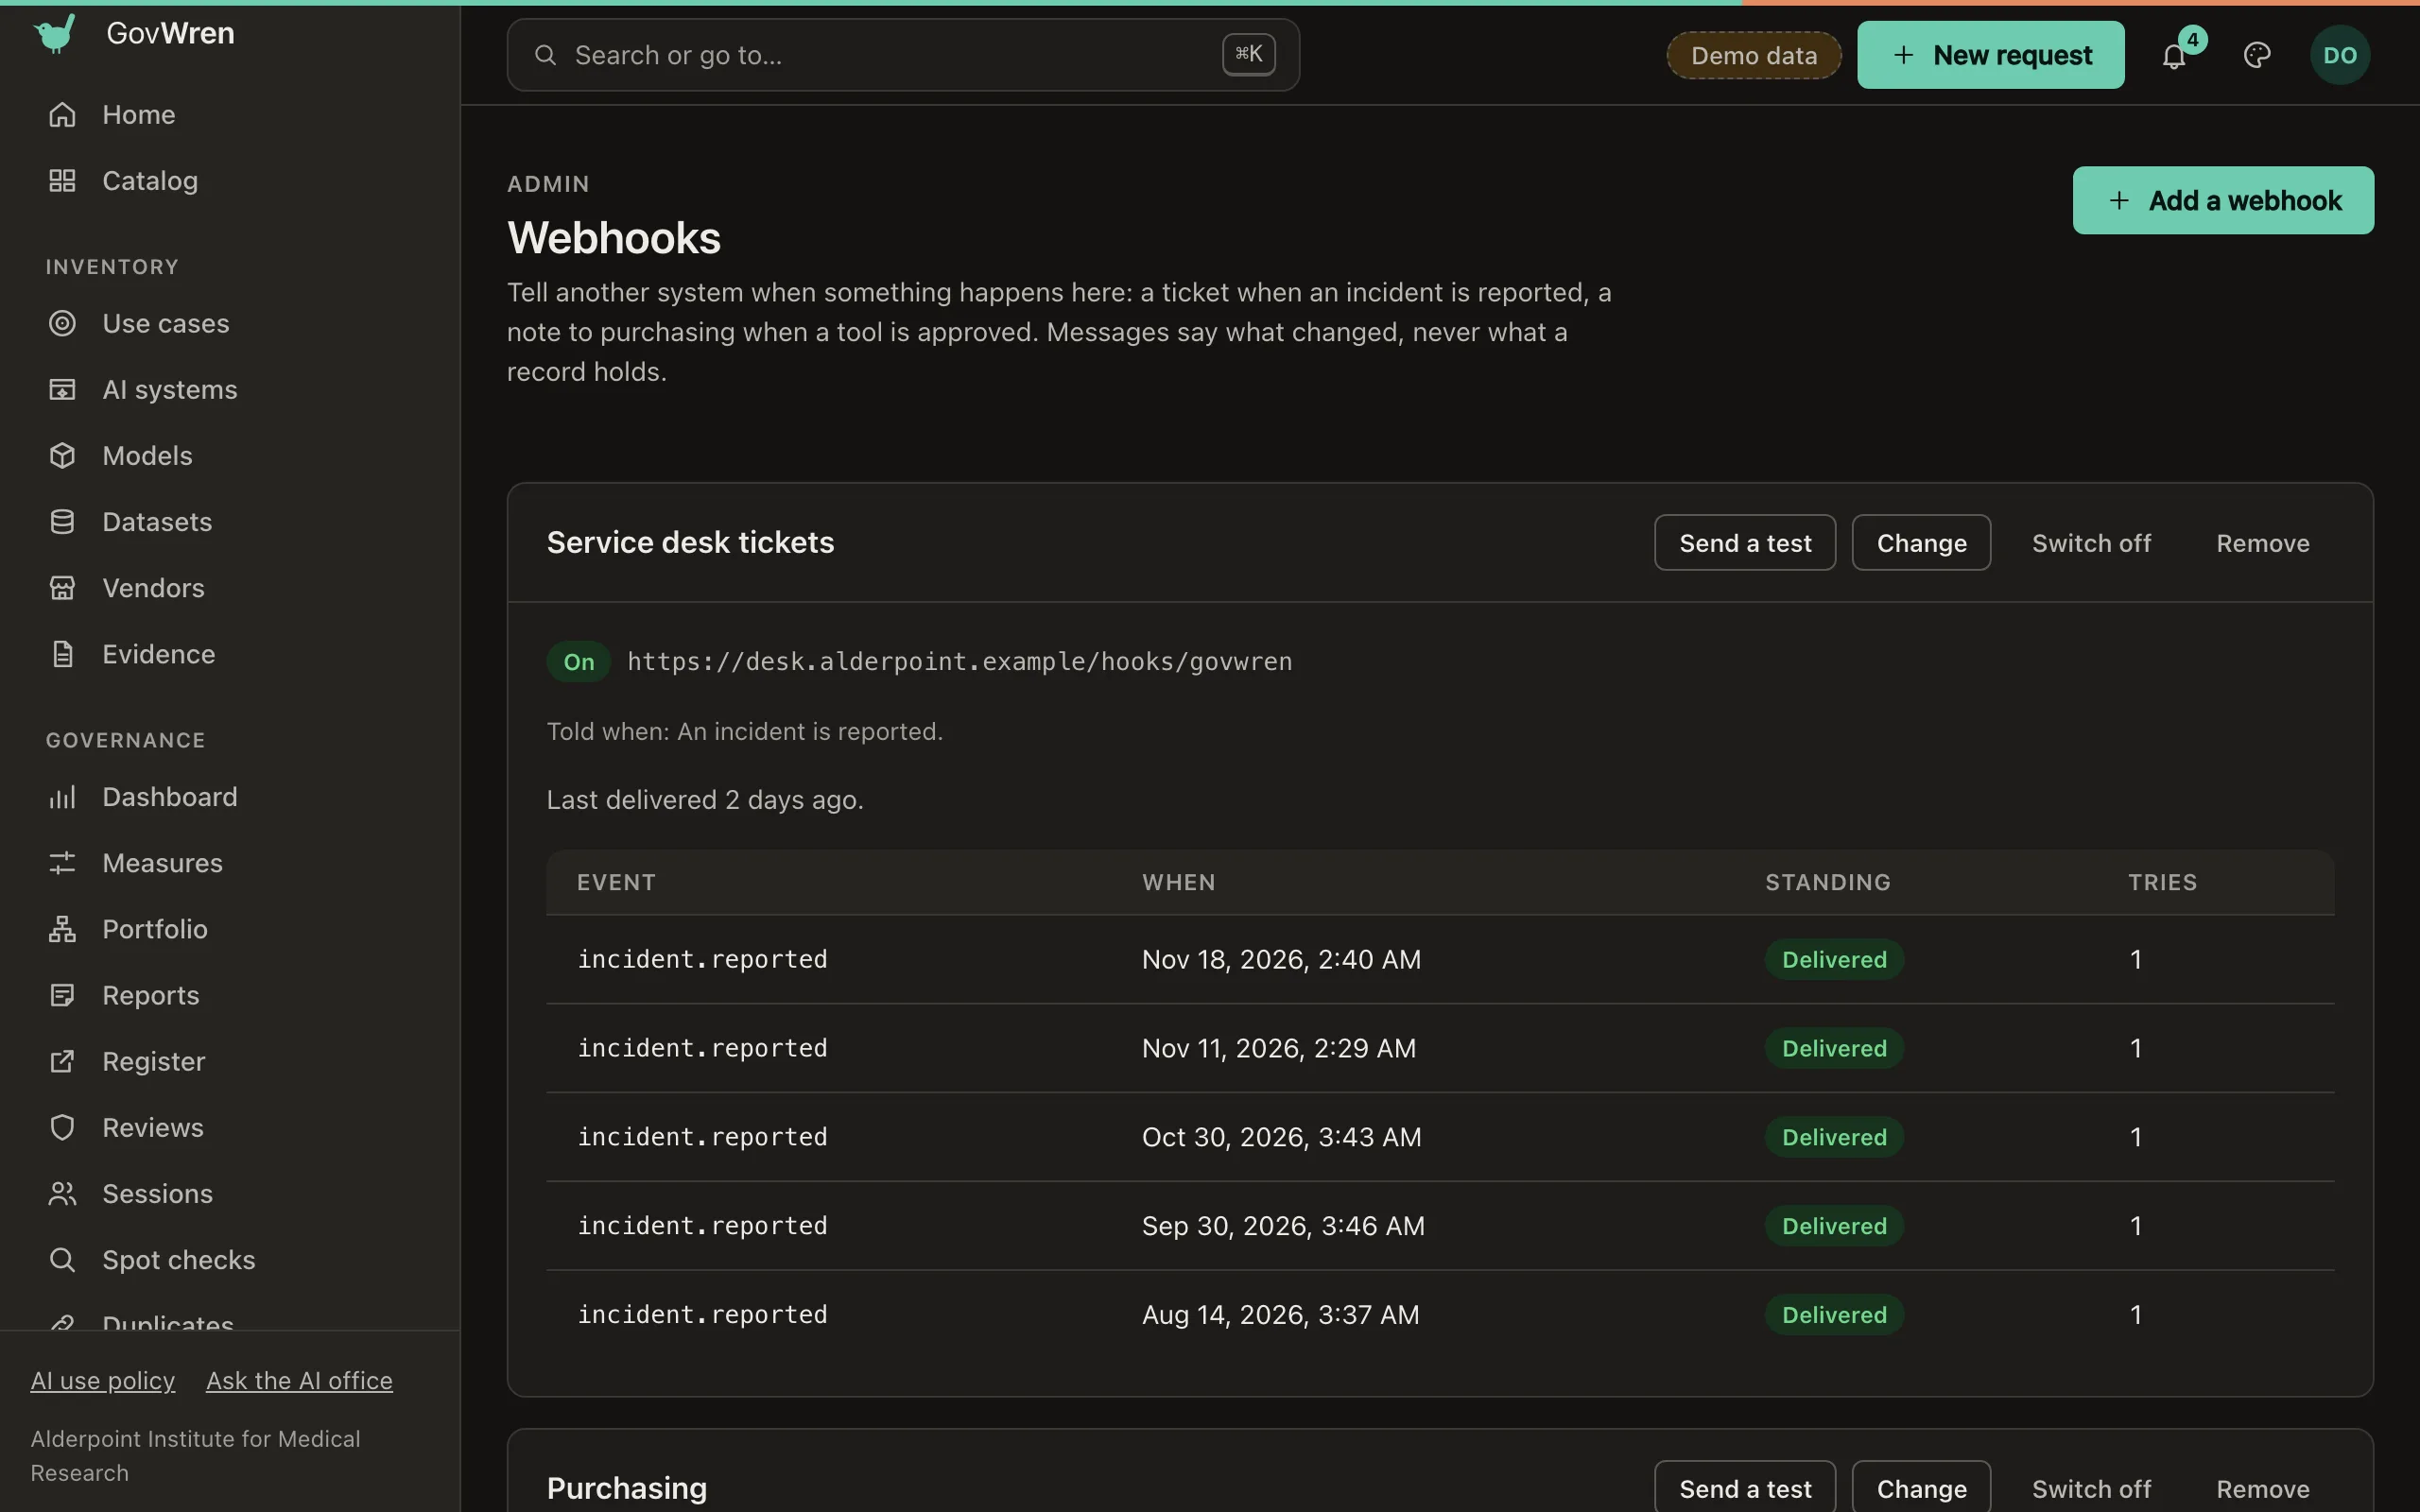 GovWren
Search or go to...
⌘K
Demo data
+ New request
4
DO
Home
Catalog
INVENTORY
Use cases
AI systems
Models
Datasets
Vendors
Evidence
GOVERNANCE
Dashboard
Measures
Portfolio
Reports
Register
Reviews
Sessions
Spot checks
Duplicates
AI use policy
Ask the AI office
Alderpoint Institute for Medical
Research
ADMIN
Webhooks
+ Add a webhook
Tell another system when something happens here: a ticket when an incident is reported, a
note to purchasing when a tool is approved. Messages say what changed, never what a
record holds.
Service desk tickets
Send a test
Change
Switch off
Remove
On
https://desk.alderpoint.example/hooks/govwren
Told when: An incident is reported.
Last delivered 2 days ago.
EVENT WHEN STANDING TRIES
incident.reported Nov 18, 2026, 2:40 AM Delivered 1
incident.reported Nov 11, 2026, 2:29 AM Delivered 1
incident.reported Oct 30, 2026, 3:43 AM Delivered 1
incident.reported Sep 30, 2026, 3:46 AM Delivered 1
incident.reported Aug 14, 2026, 3:37 AM Delivered 1
Purchasing
Send a test
Change
Switch off
Remove